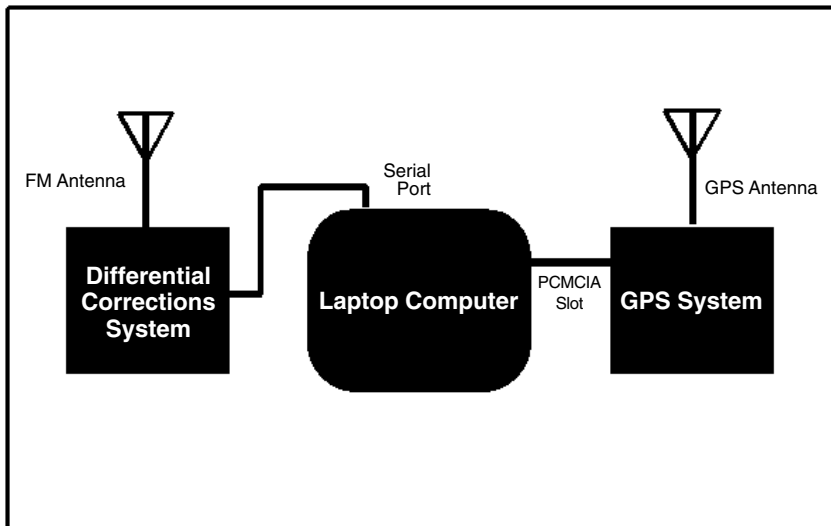 FM Antenna
Serial
Port
GPS Antenna
Differential
Corrections
System
Laptop Computer
PCMCIA
Slot
GPS System